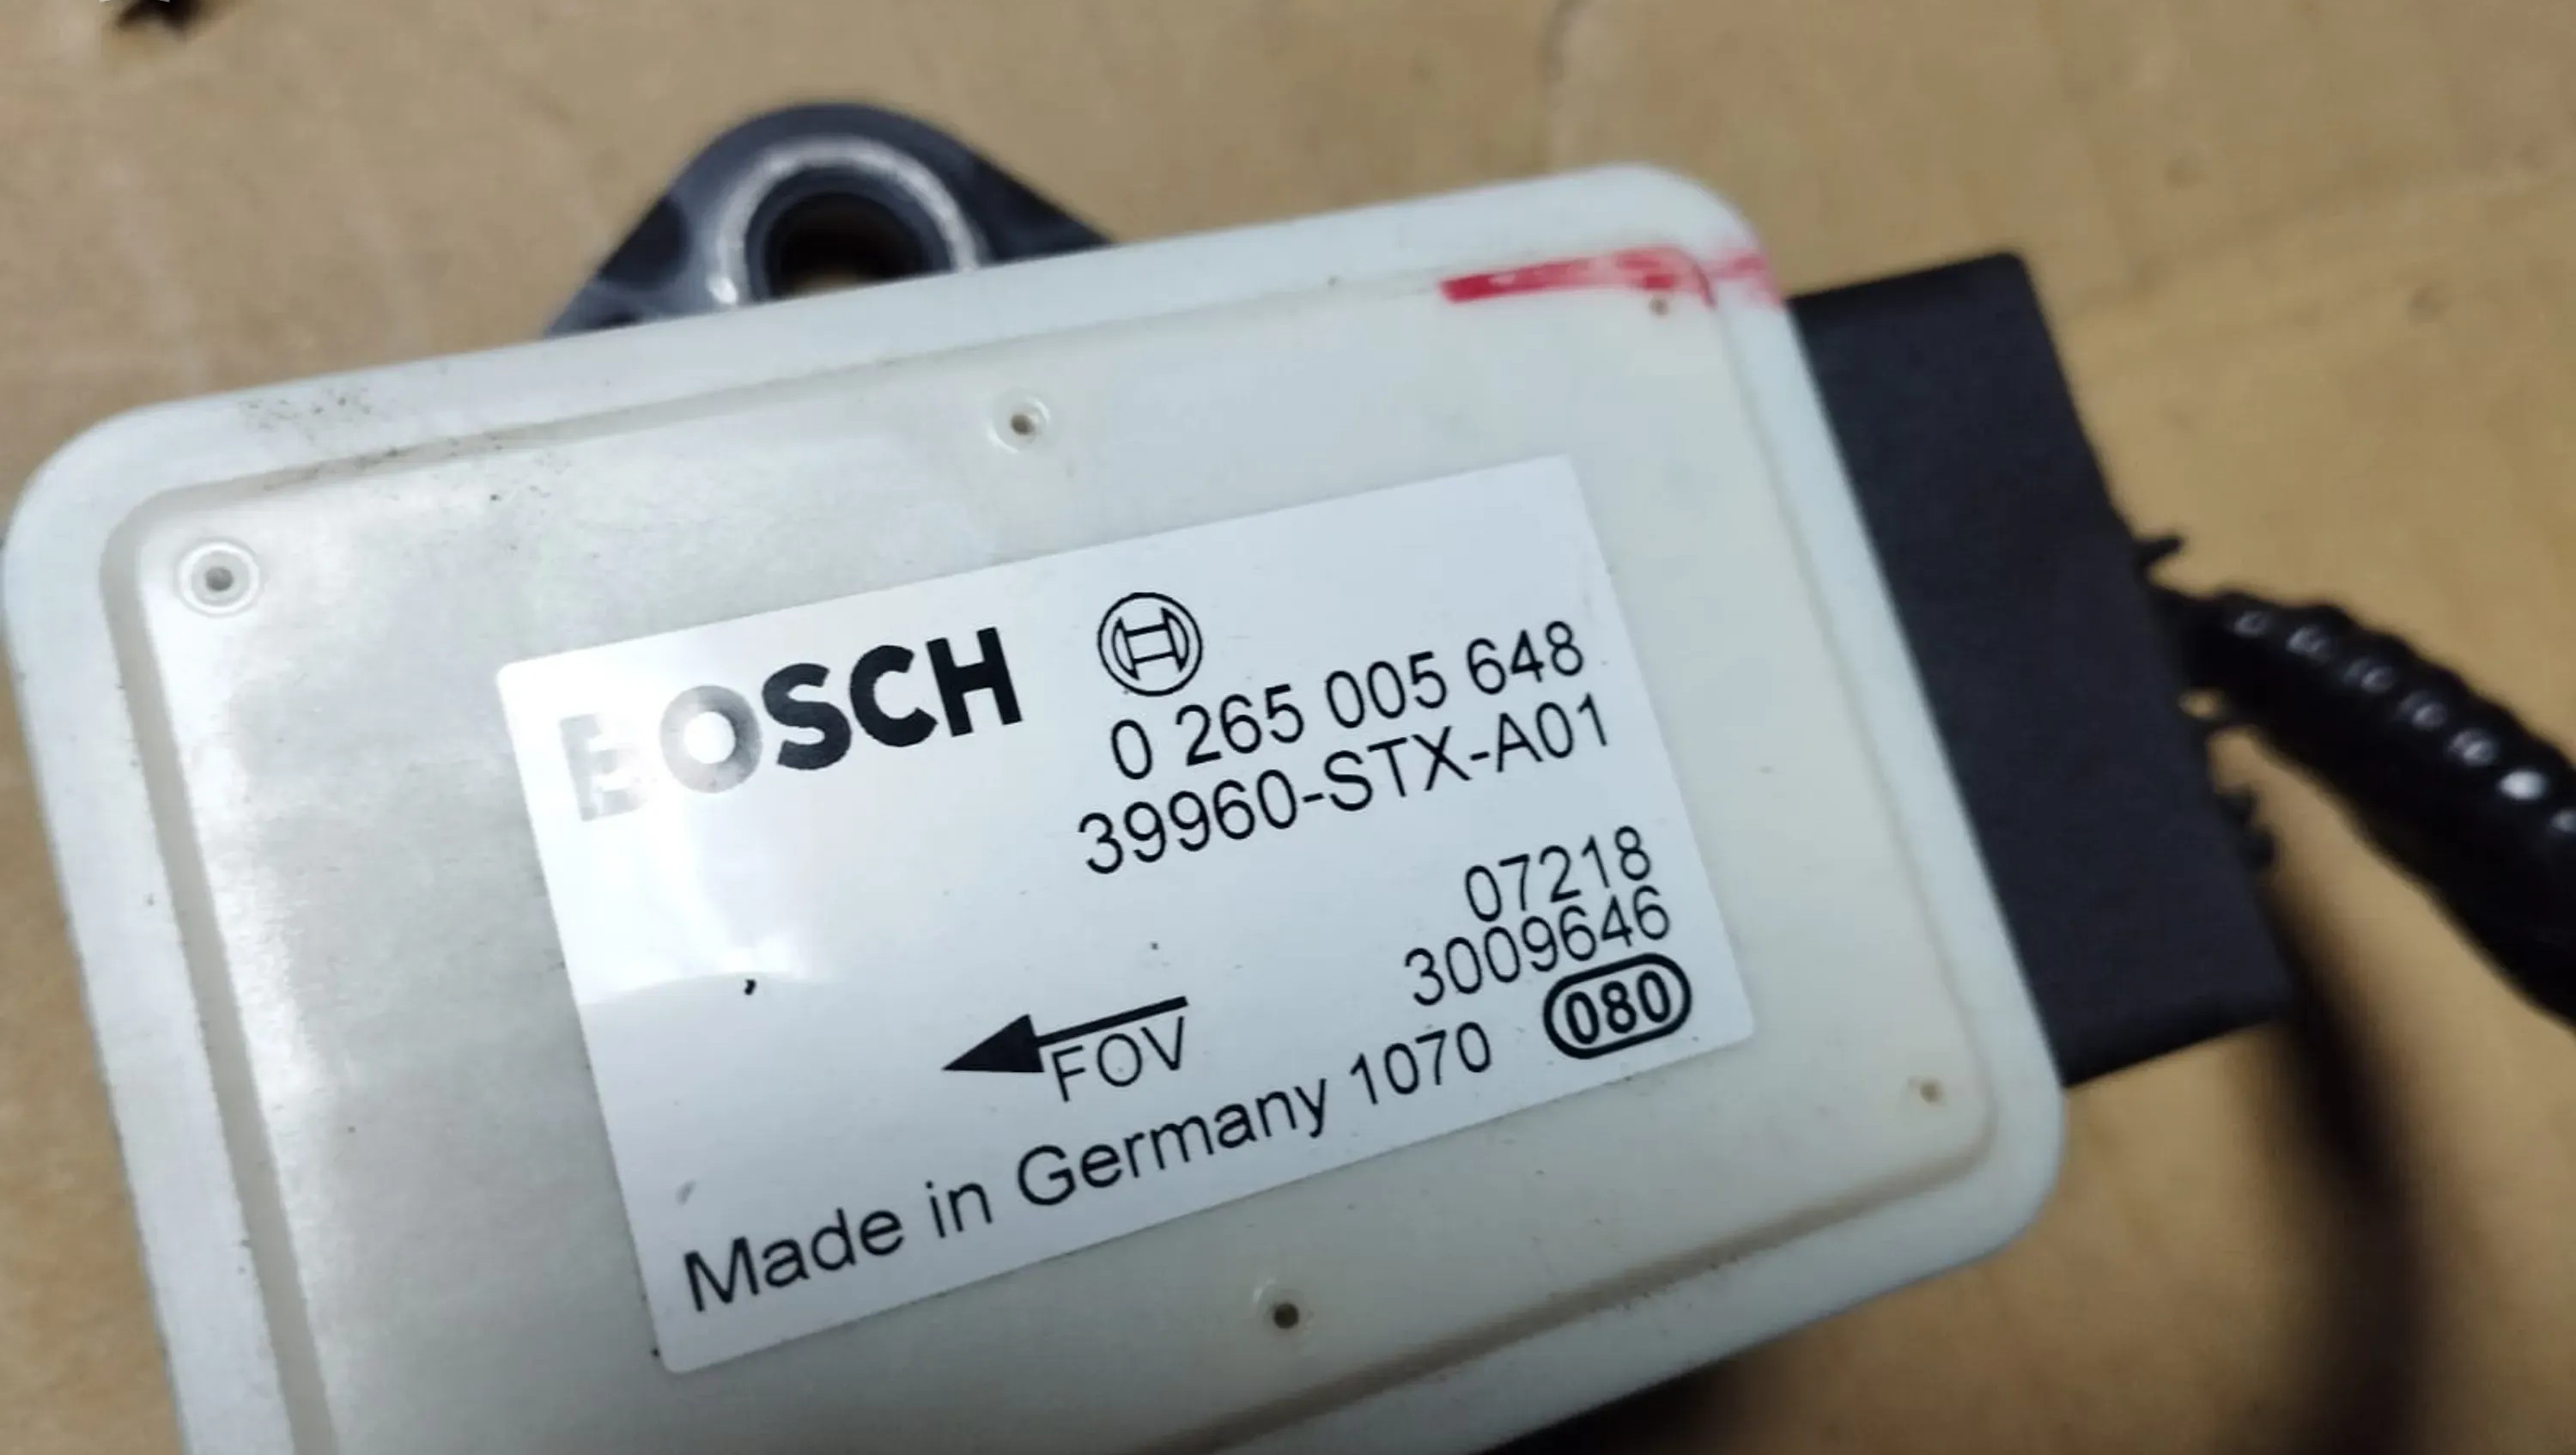 BOSCH
0 265 005 648
39960-STX-A01
07218
3009646
FOV
080
Made in Germany 1070